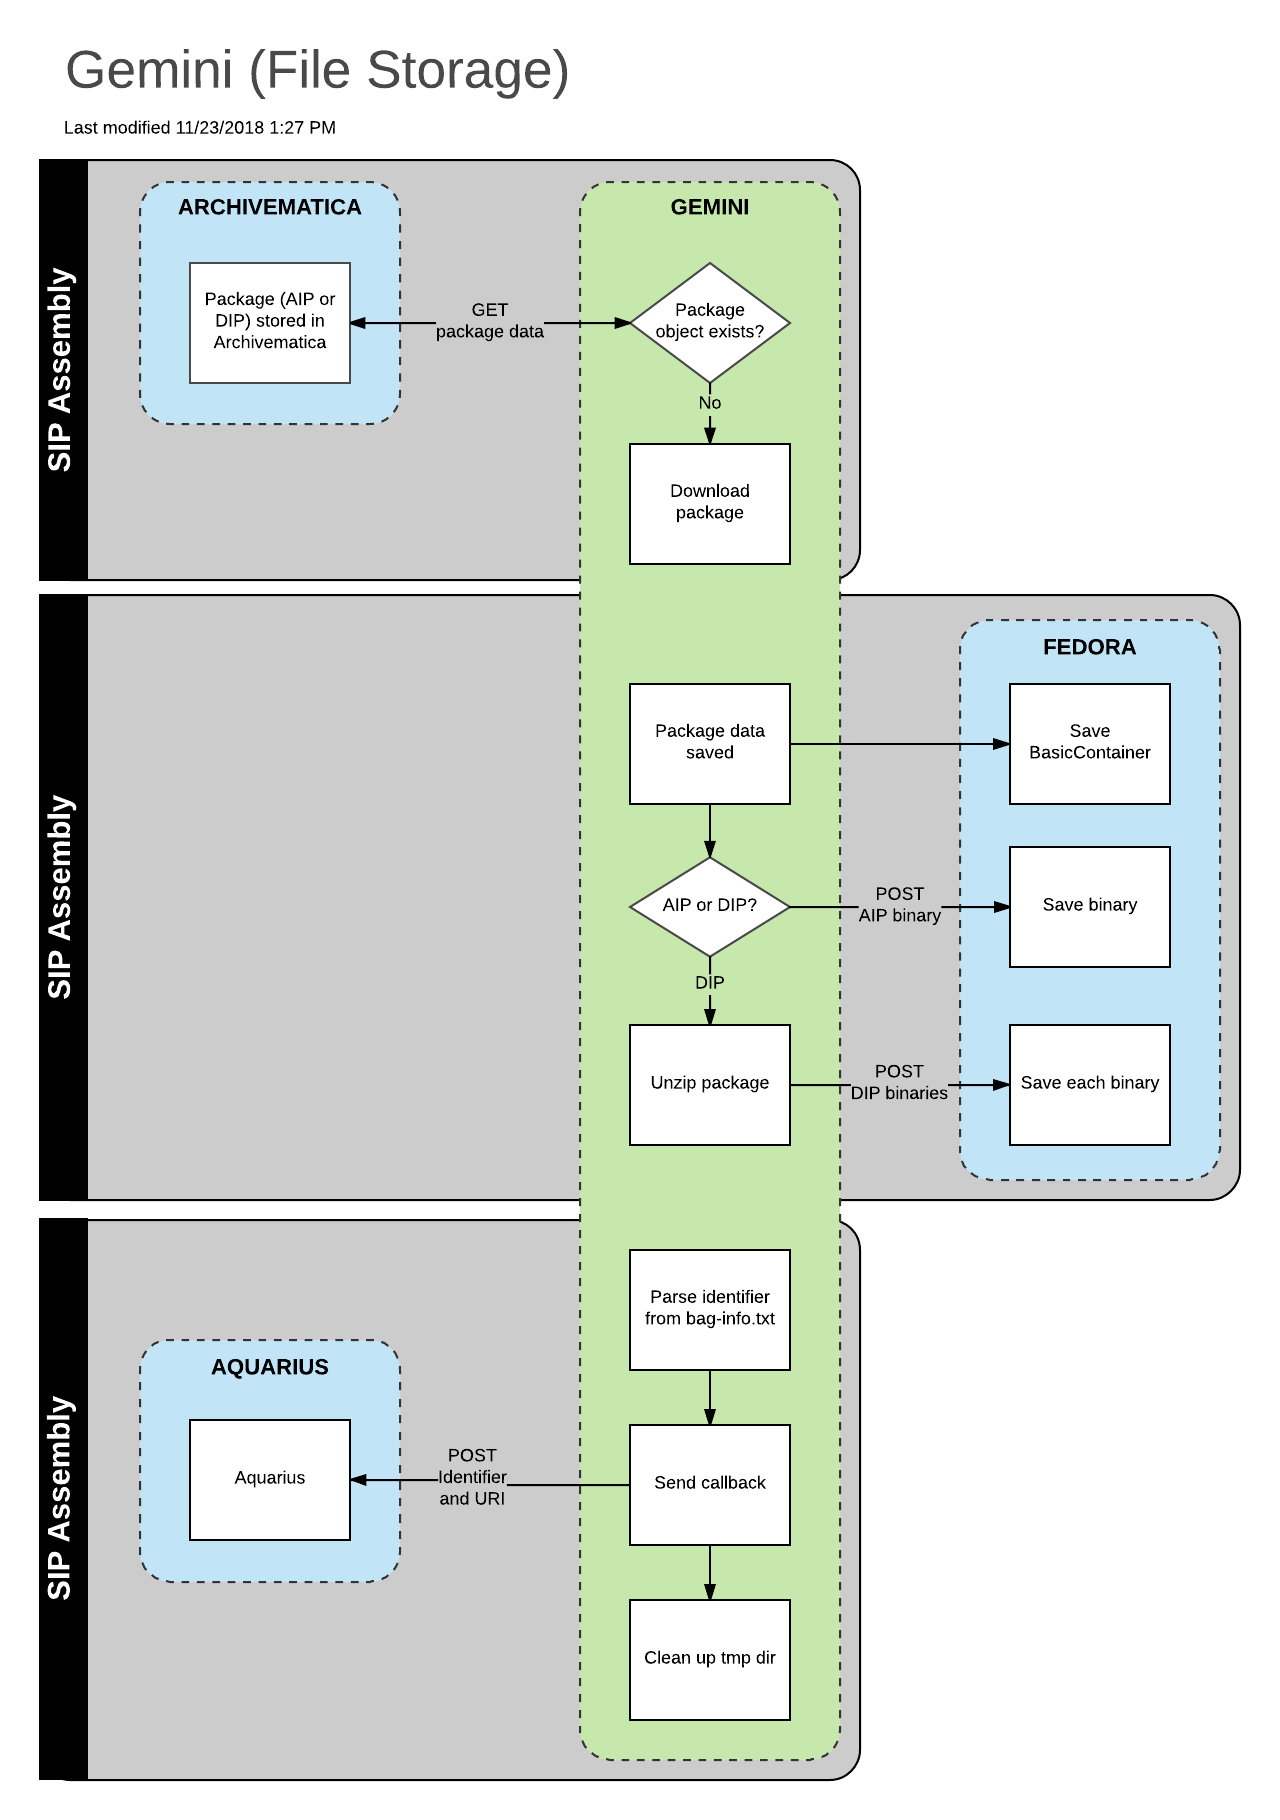 Gemini (File Storage)
Last modified 11/23/2018 1:27 PM
SIP Assembly
ARCHIVEMATICA
Package (AIP or
DIP) stored in
Archivematica
GET
package data
GEMINI
Package
object exists?
No
Download
package
SIP Assembly
Package data
saved
FEDORA
Save
BasicContainer
AIP or DIP?
POST
AIP binary
Save binary
DIP
Unzip package
POST
DIP binaries
Save each binary
SIP Assembly
Parse identifier
from bag-info.txt
AQUARIUS
Aquarius
POST
Identifier
and URI
Send callback
Clean up tmp dir